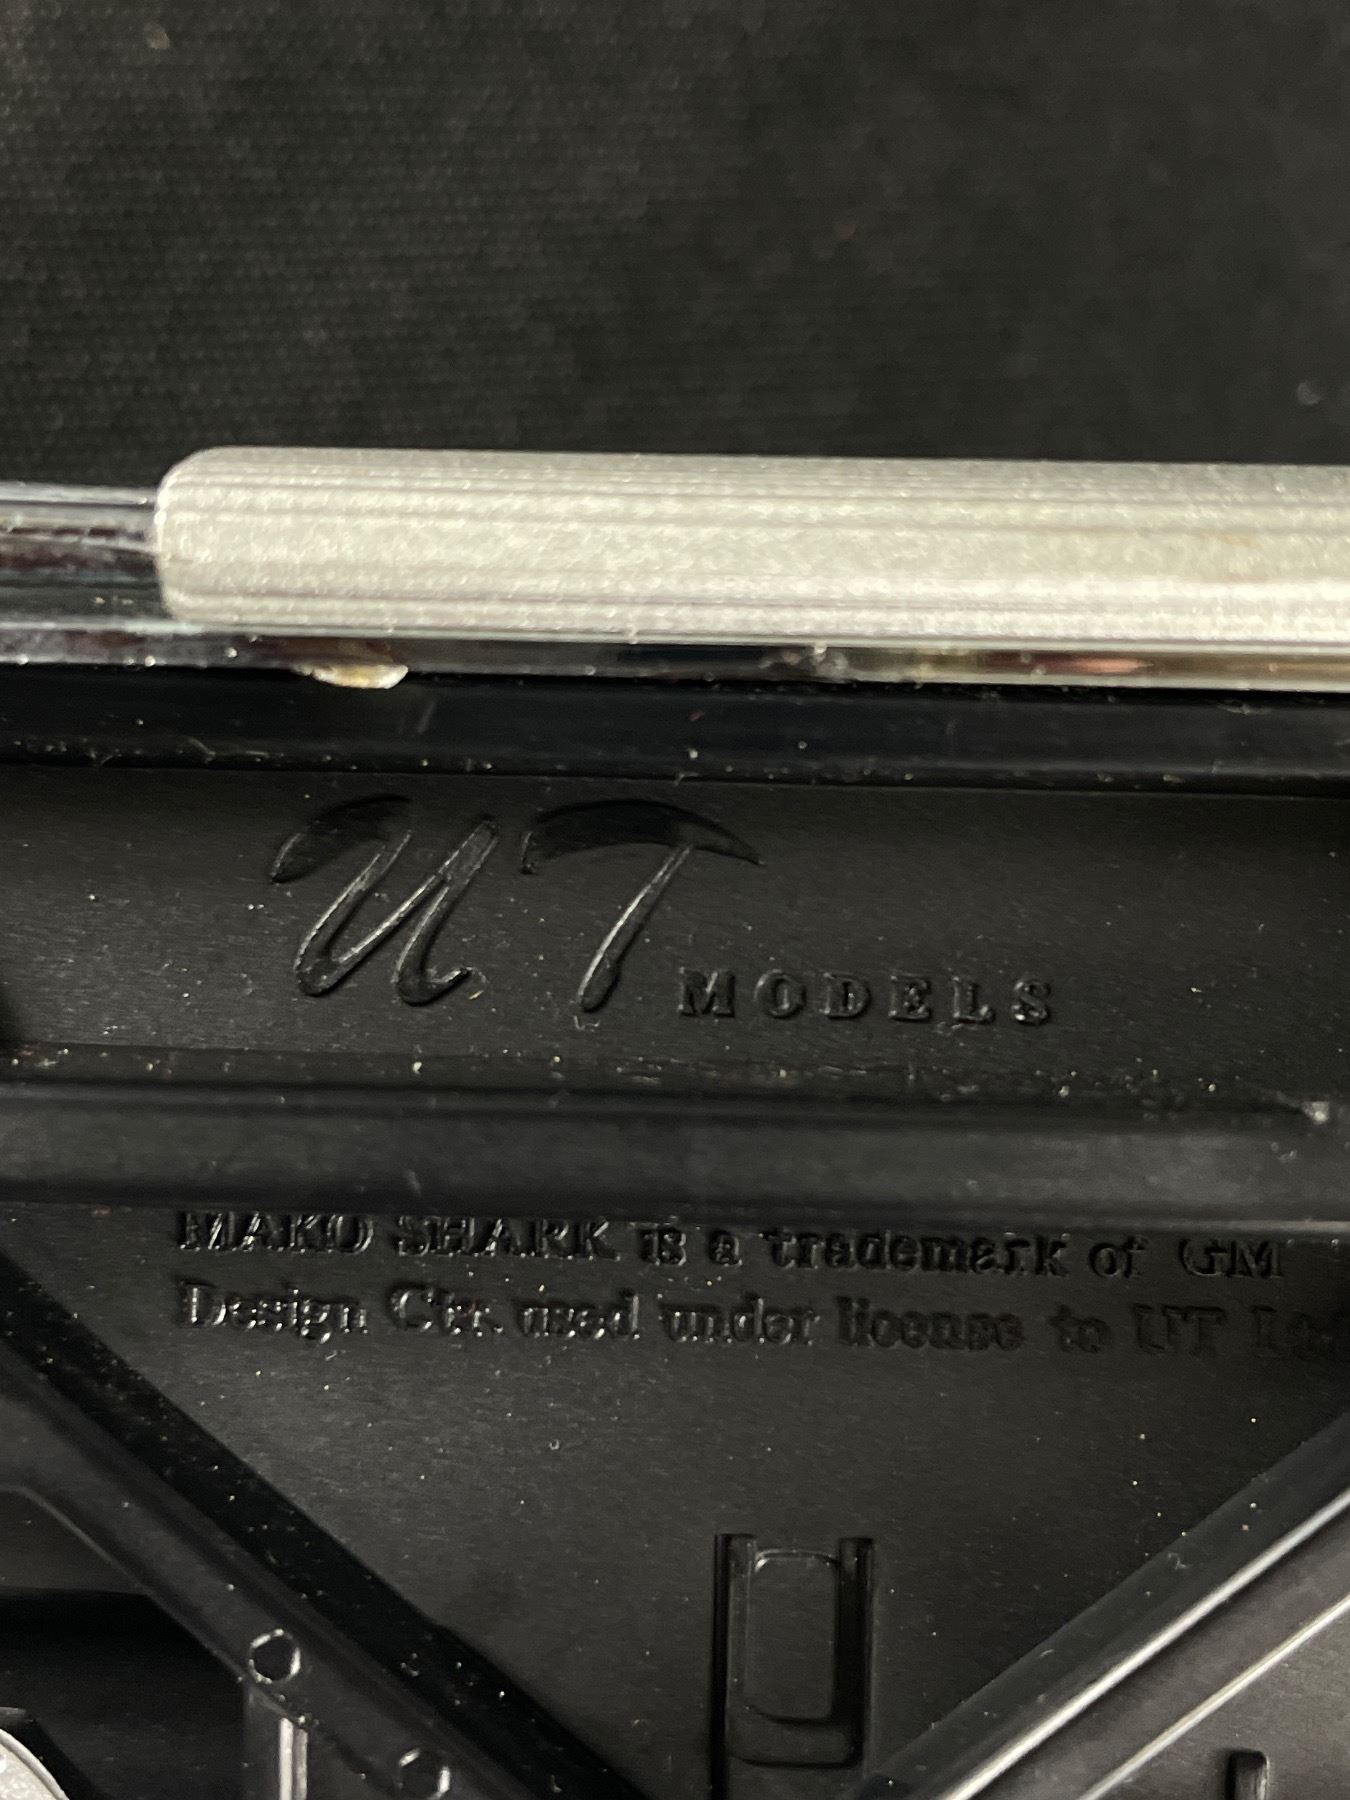 UT MODELS
MAKO SHARK is a trademark of GM
Design Ctr. used under license to UT